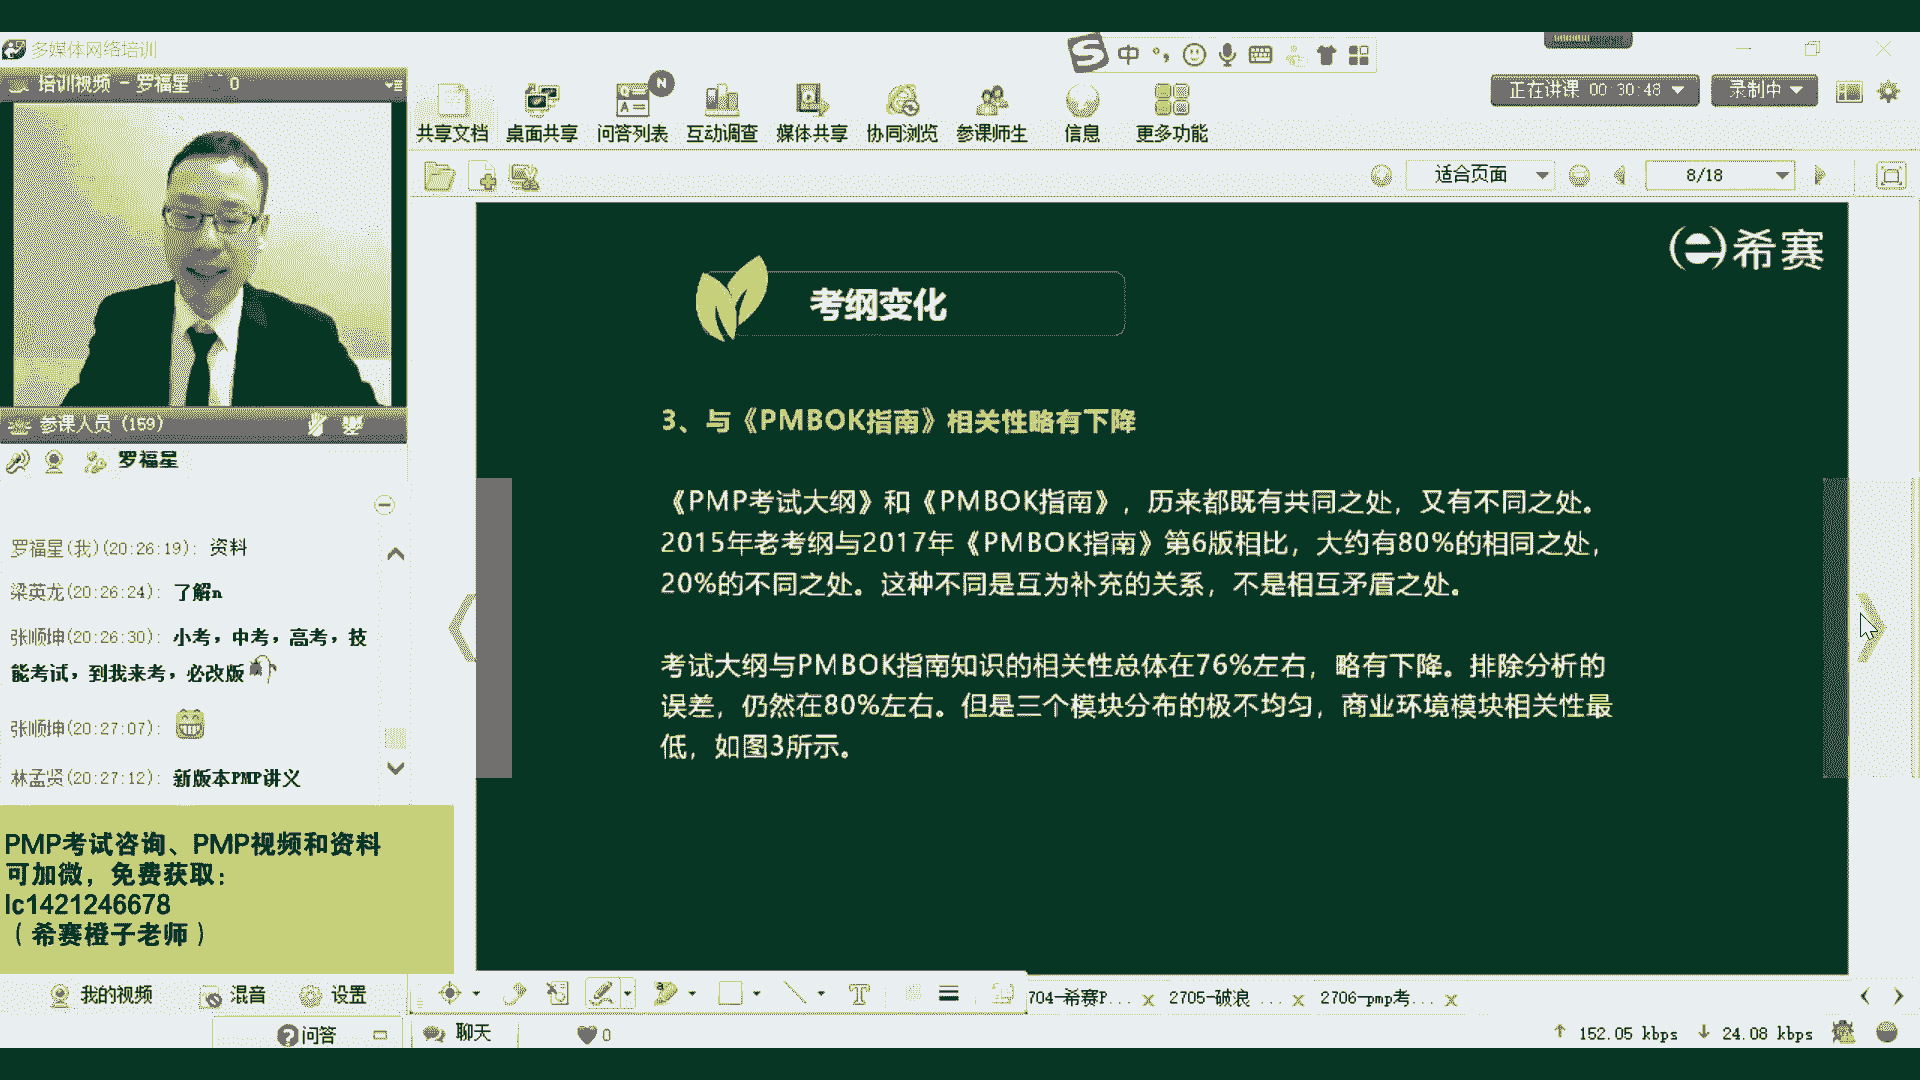 多媒体网络培训
培训视频 - 罗福星 0
中
正在讲课 00:30:48
录制中
共享文档 桌面共享 问答列表 互动调查 媒体共享 协同浏览 参课师生 信息 更多功能
适合页面
8/18
希赛
考纲变化
3、与《PMBOK指南》相关性略有下降
《PMP考试大纲》和《PMBOK指南》，历来都既有共同之处，又有不同之处。
2015年老考纲与2017年《PMBOK指南》第6版相比，大约有80%的相同之处，
20%的不同之处。这种不同是互为补充的关系，不是相互矛盾之处。
考试大纲与PMBOK指南知识的相关性总体在76%左右，略有下降。排除分析的
误差，仍然在80%左右。但是三个模块分布的极不均匀，商业环境模块相关性最
低，如图3所示。
参课人员（159）
罗福星
罗福星(我)(20:26:19): 资料
梁英龙(20:26:24): 了解n
张顺坤(20:26:30): 小考，中考，高考，技
能考试，到我来考，必改版
张顺坤(20:27:07):
林孟贤(20:27:12): 新版本PMP讲义
PMP考试咨询、PMP视频和资料
可加微，免费获取：
lc1421246678
（希赛橙子老师）
我的视频 混音 设置
704-希赛P... 2705-破浪 ... 2706-pmp考...
问答
聊天
0
152.05 kbps 24.08 kbps